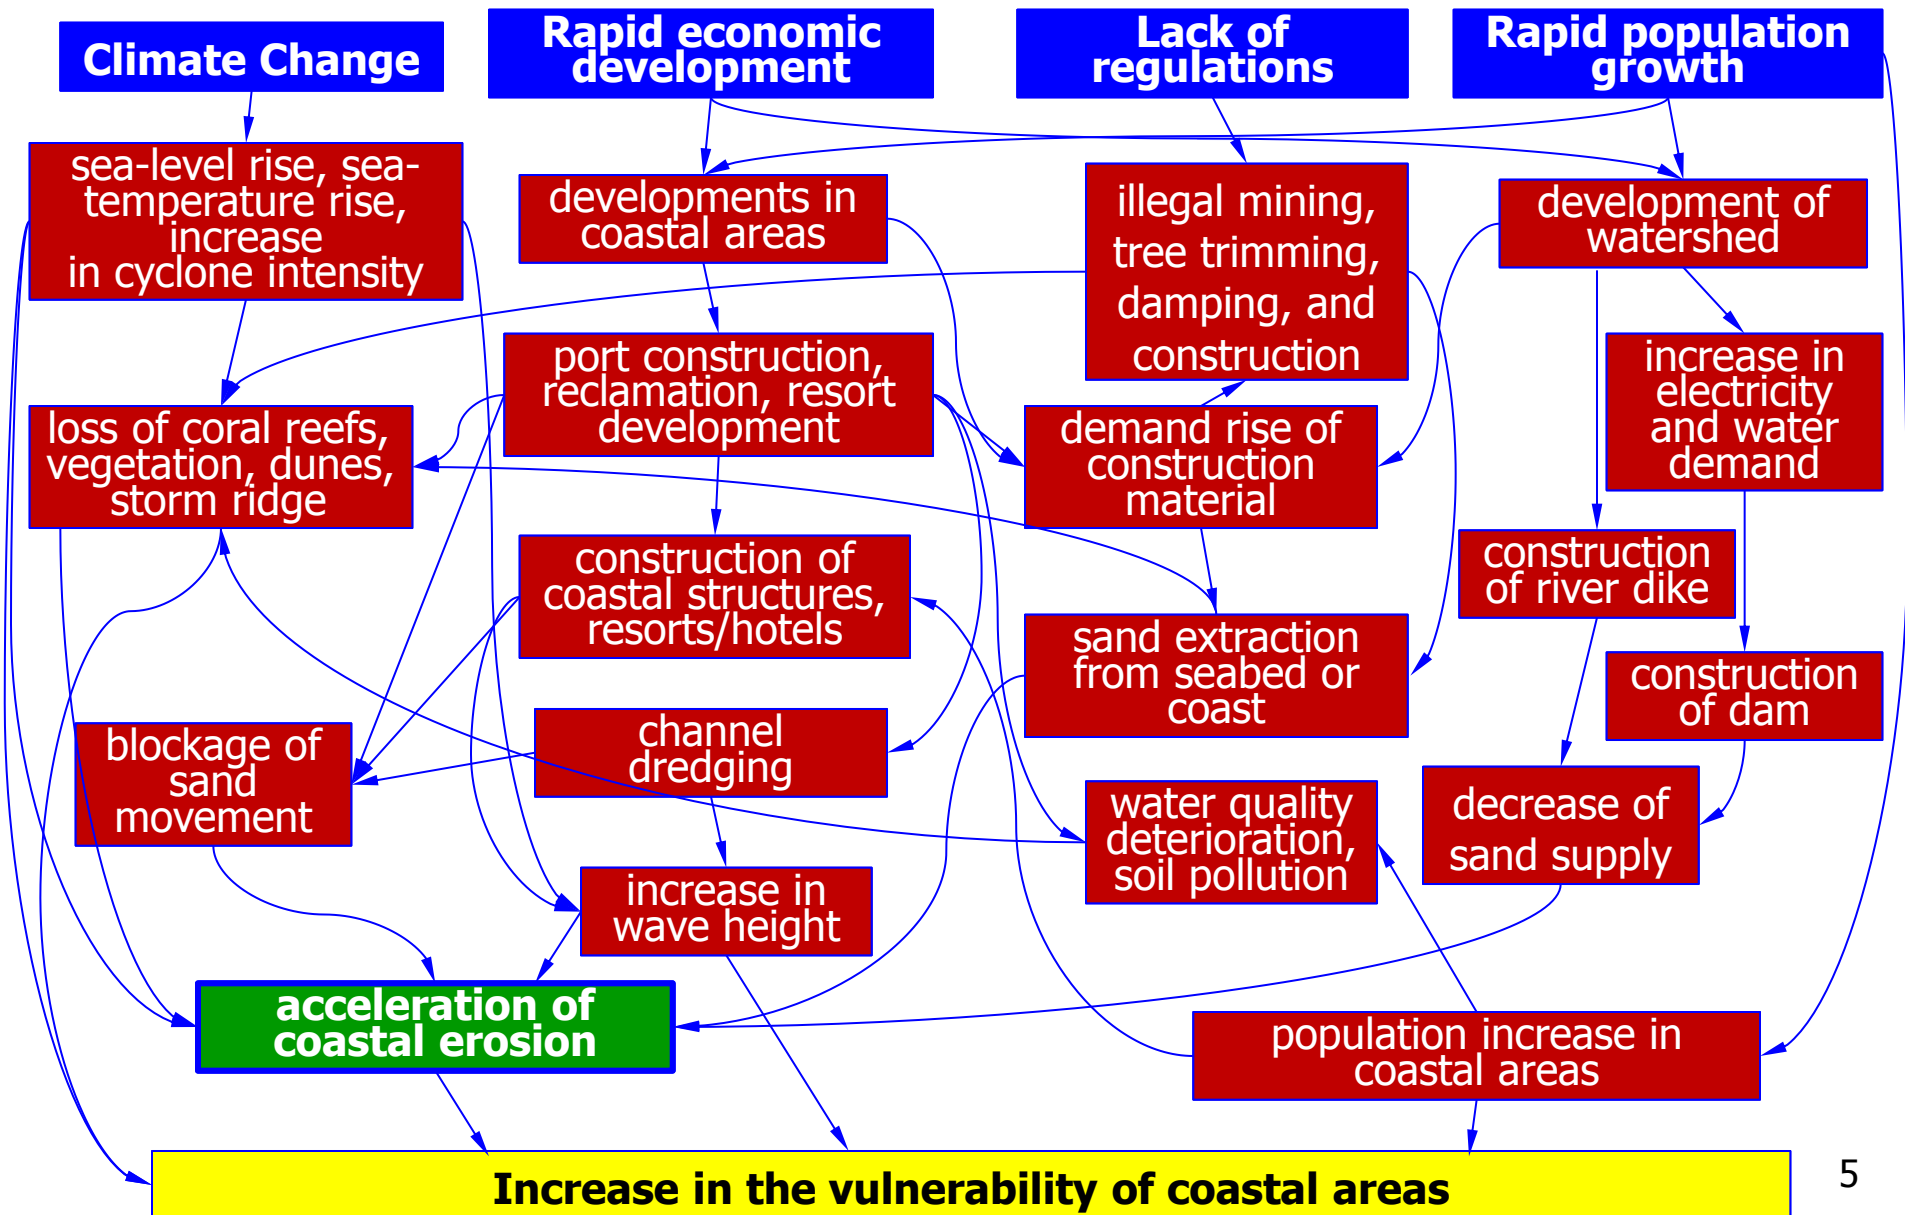 Climate Change
Rapid economic
development
Lack of
regulations
Rapid population
growth
sea-level rise, sea-
temperature rise,
increase
in cyclone intensity
developments in
coastal areas
illegal mining,
tree trimming,
damping, and
construction
development of
watershed
port construction,
reclamation, resort
development
increase in
electricity
and water
demand
loss of coral reefs,
vegetation, dunes,
storm ridge
demand rise of
construction
material
construction of
coastal structures,
resorts/hotels
construction
of river dike
sand extraction
from seabed or
coast
construction
of dam
blockage of
sand
movement
channel
dredging
water quality
deterioration,
soil pollution
decrease of
sand supply
increase in
wave height
acceleration of
coastal erosion
population increase in
coastal areas
Increase in the vulnerability of coastal areas
5